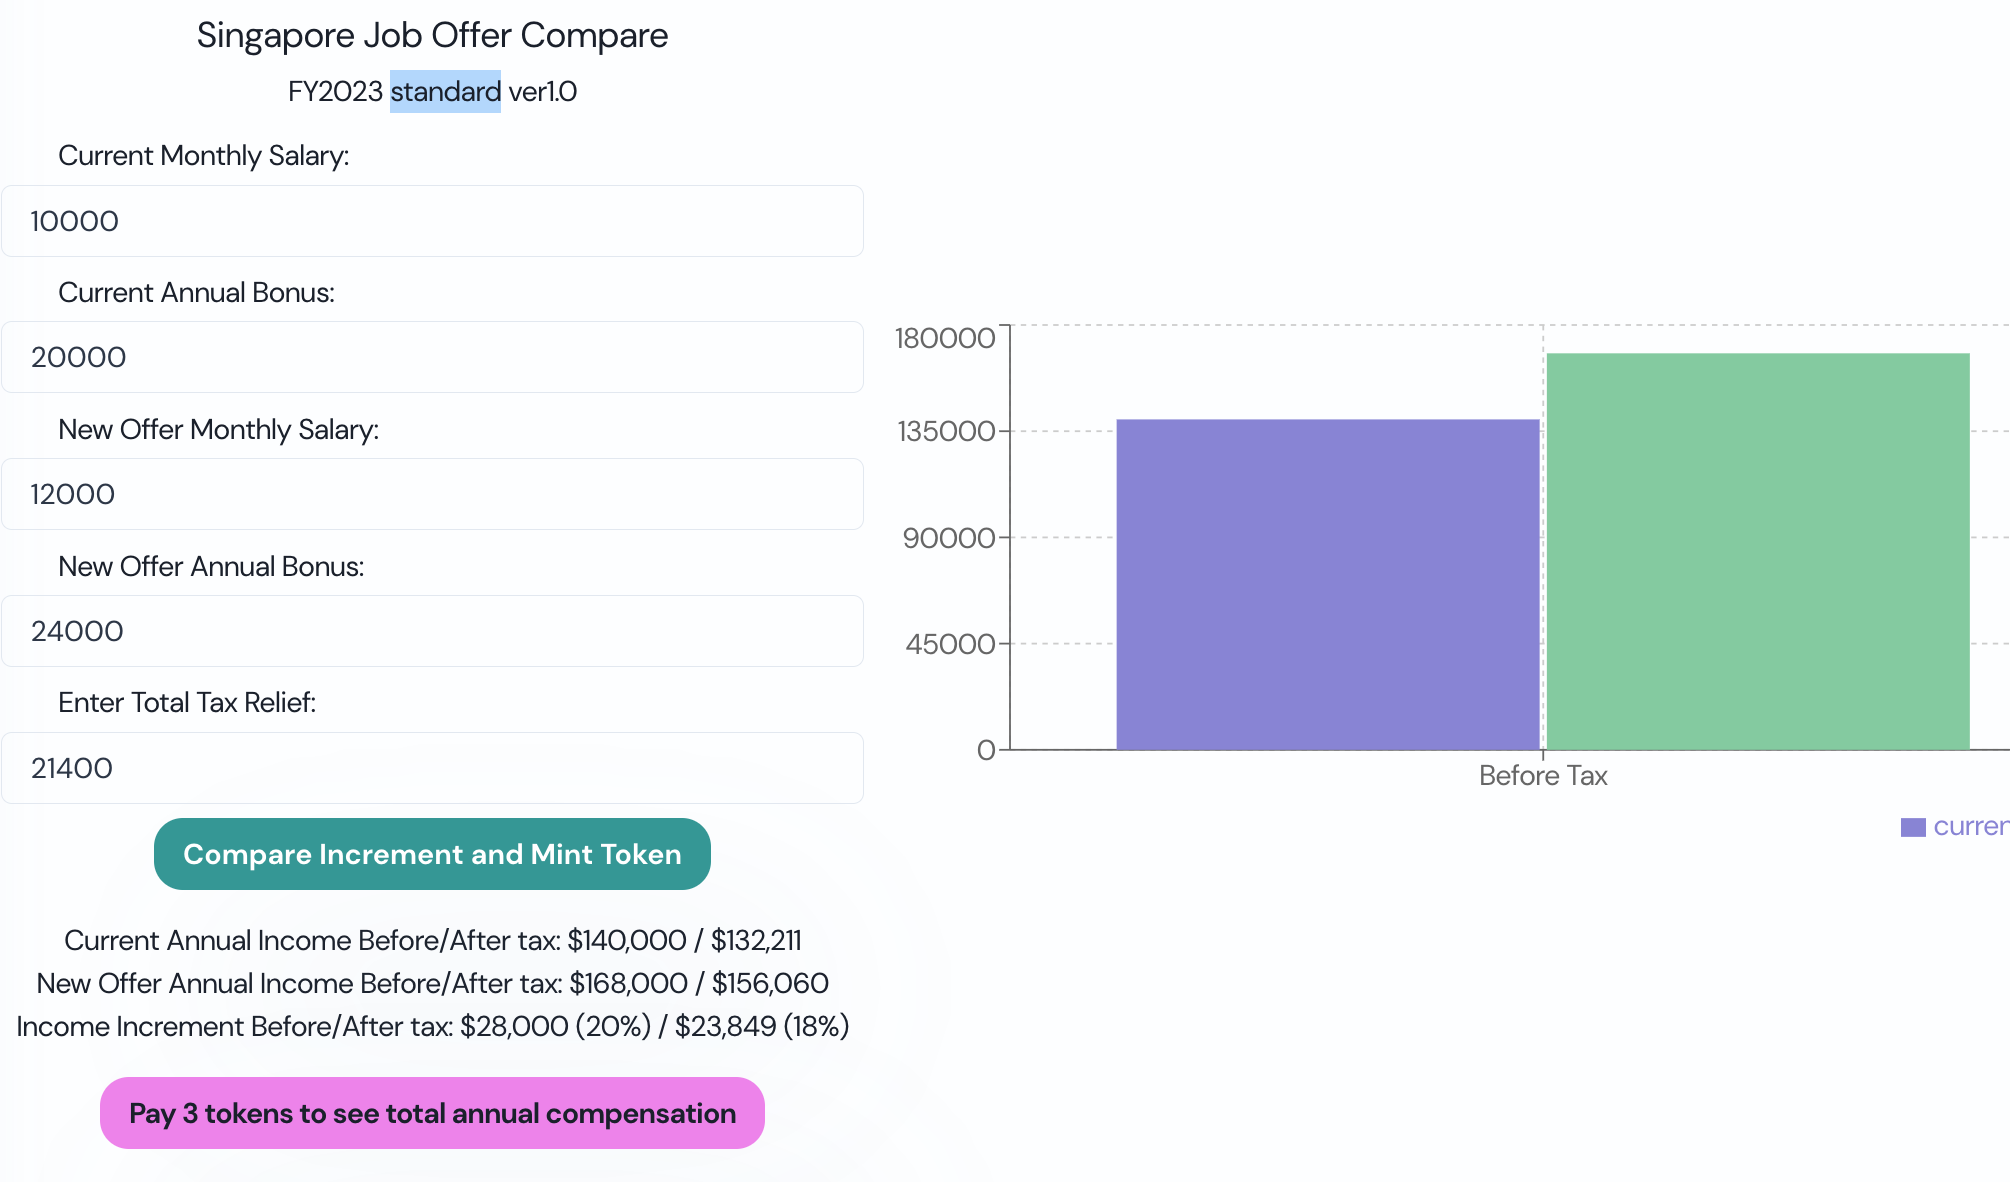 Singapore Job Offer Compare
FY2023 standard ver1.0
Current Monthly Salary:
10000
Current Annual Bonus:
20000
New Offer Monthly Salary:
12000
New Offer Annual Bonus:
24000
Enter Total Tax Relief:
21400
Compare Increment and Mint Token
Current Annual Income Before/After tax: $140,000 / $132,211
New Offer Annual Income Before/After tax: $168,000 / $156,060
Income Increment Before/After tax: $28,000 (20%) / $23,849 (18%)
Pay 3 tokens to see total annual compensation
180000
135000
90000
45000
0
Before Tax
curren